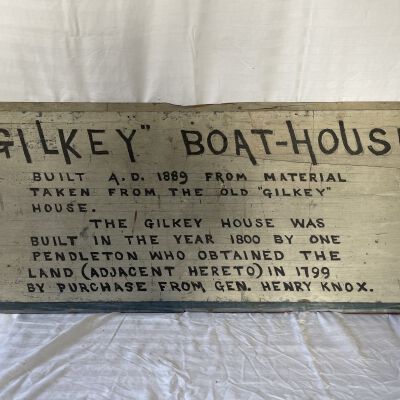 GILKEY" BOAT-HOUS
BUILT A.D. 1889 FROM MATERIAL
TAKEN FROM THE OLD "GILKEY"
HOUSE.
THE GILKEY HOUSE WAS
BUILT IN THE YEAR 1800 BY ONE
PENDLETON WHO OBTAINED THE
LAND (ADJACENT HERETO) IN 1799
BY PURCHASE FROM GEN. HENRY KNOX.